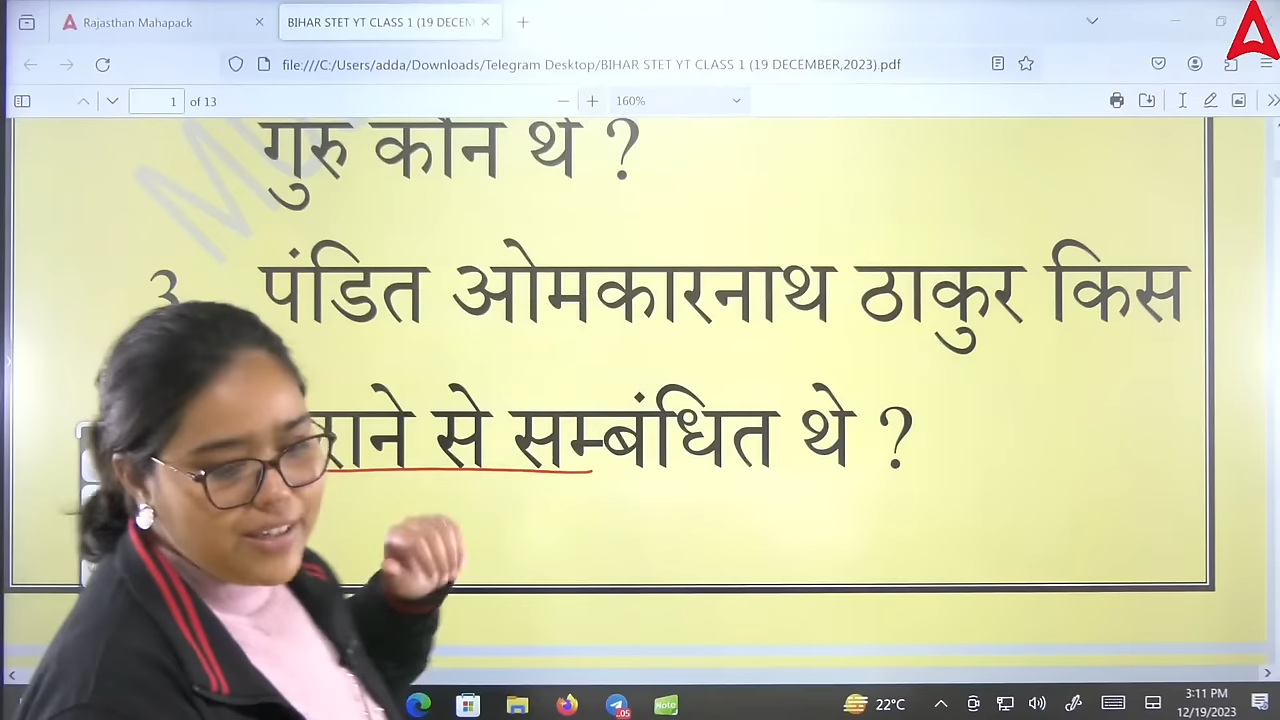 Rajasthan Mahapack
BIHAR STET YT CLASS 1 (19 DECEM
file:///C:/Users/adda/Downloads/Telegram Desktop/BIHAR STET YT CLASS 1 (19 DECEMBER,2023).pdf
1 of 13
160%
गुरु कौन थे ?
3 पंडित ओमकारनाथ ठाकुर किस
राने से सम्बंधित थे ?
.05
Note
22°C
3:11 PM
12/19/2023